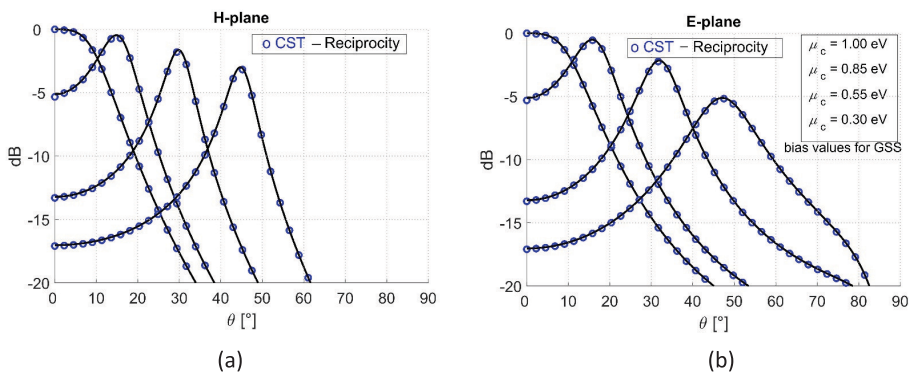 H-plane
o CST – Reciprocity
0
-5
-10
-15
-20
dB
0 10 20 30 40 50 60 70 80 90
θ [°]
(a)
E-plane
o CST – Reciprocity
μc = 1.00 eV
μc = 0.85 eV
μc = 0.55 eV
μc = 0.30 eV
bias values for GSS
0
-5
-10
-15
-20
dB
0 10 20 30 40 50 60 70 80 90
θ [°]
(b)